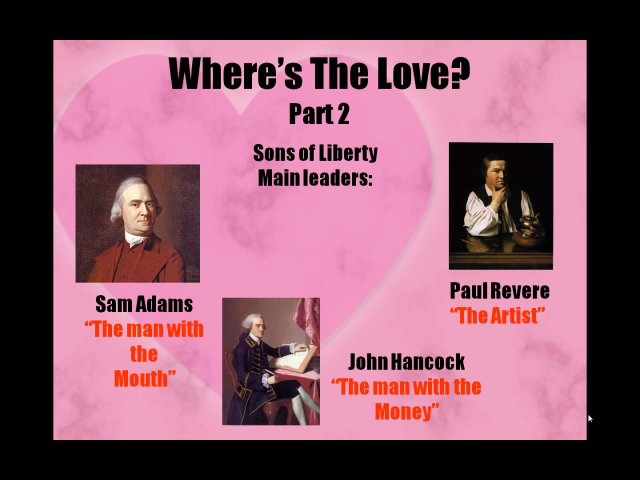 Where's The Love?
Part 2
Sons of Liberty
Main leaders:
Sam Adams
“The man with
the
Mouth”
Paul Revere
“The Artist”
John Hancock
“The man with the
Money”